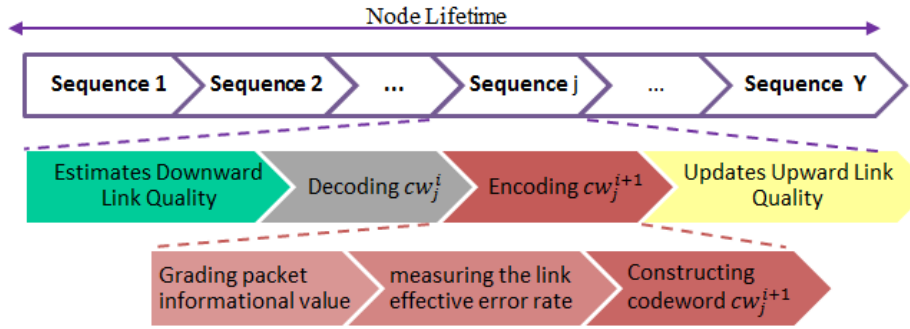 Node Lifetime
Sequence 1 Sequence 2 ... Sequence j ... Sequence Y
Estimates Downward
Link Quality
Decoding $cw_j^i$
Encoding $cw_j^{i+1}$
Updates Upward Link
Quality
Grading packet
informational value
measuring the link
effective error rate
Constructing
codeword $cw_j^{i+1}$